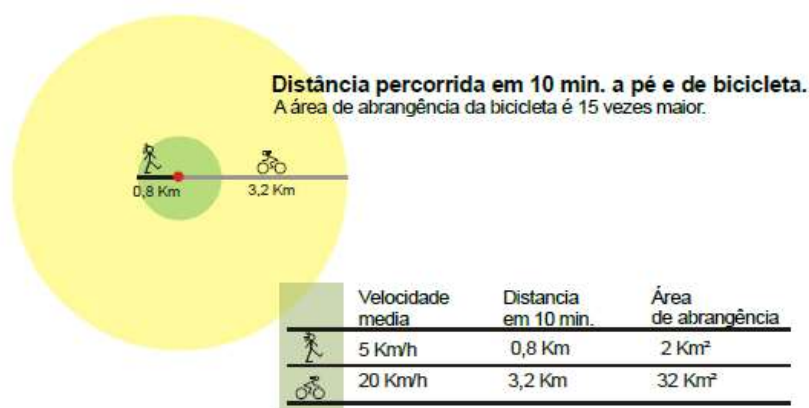 Distância percorrida em 10 min. a pé e de bicicleta.
A área de abrangência da bicicleta é 15 vezes maior.
0,8 Km
3,2 Km
Velocidade media Distancia em 10 min. Área de abrangência
5 Km/h 0,8 Km 2 Km²
20 Km/h 3,2 Km 32 Km²